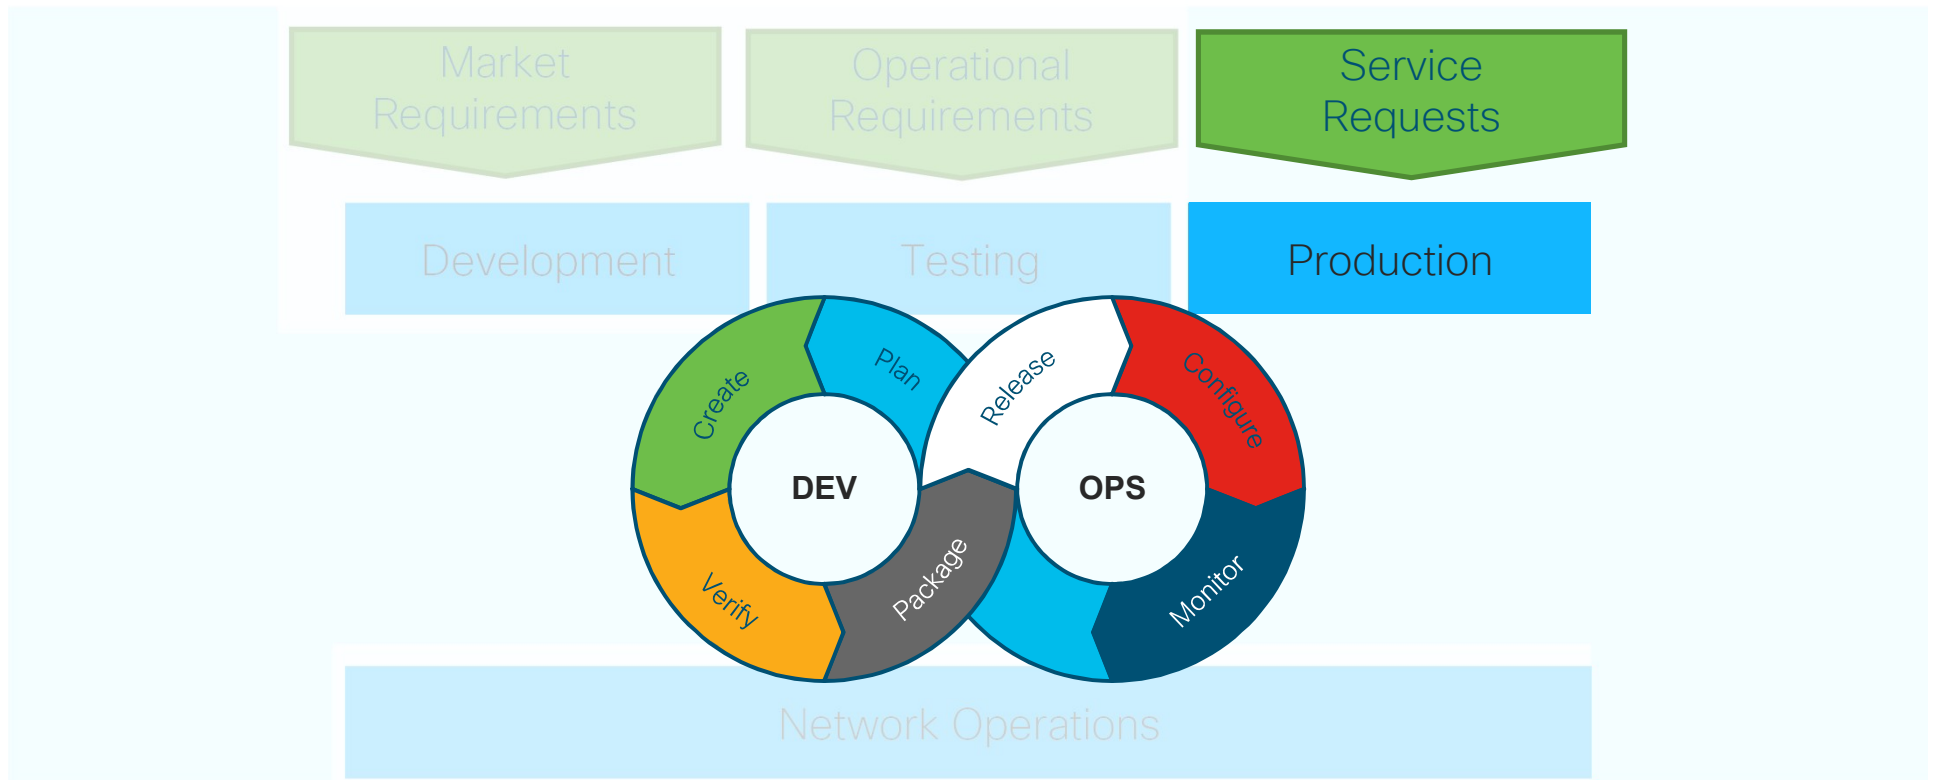 Market
Requirements
Operational
Requirements
Service
Requests
Development
Testing
Production
Plan
Release
Create
Configure
DEV
OPS
Verify
Package
Monitor
Network Operations